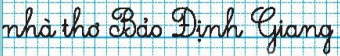 nhà thơ Bảo Định Giang